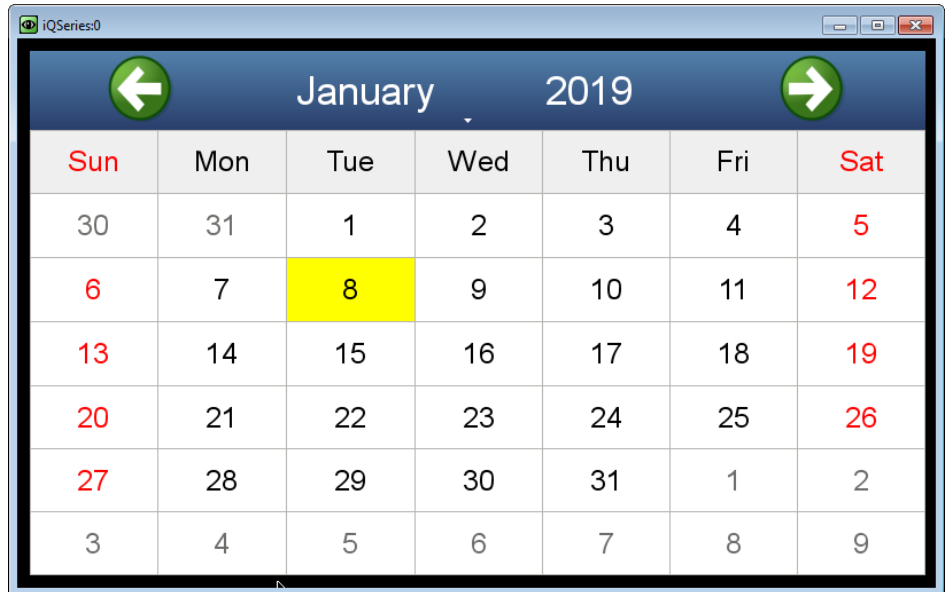 iQSeries:0
January 2019
Sun Mon Tue Wed Thu Fri Sat
30 31 1 2 3 4 5
6 7 8 9 10 11 12
13 14 15 16 17 18 19
20 21 22 23 24 25 26
27 28 29 30 31 1 2
3 4 5 6 7 8 9